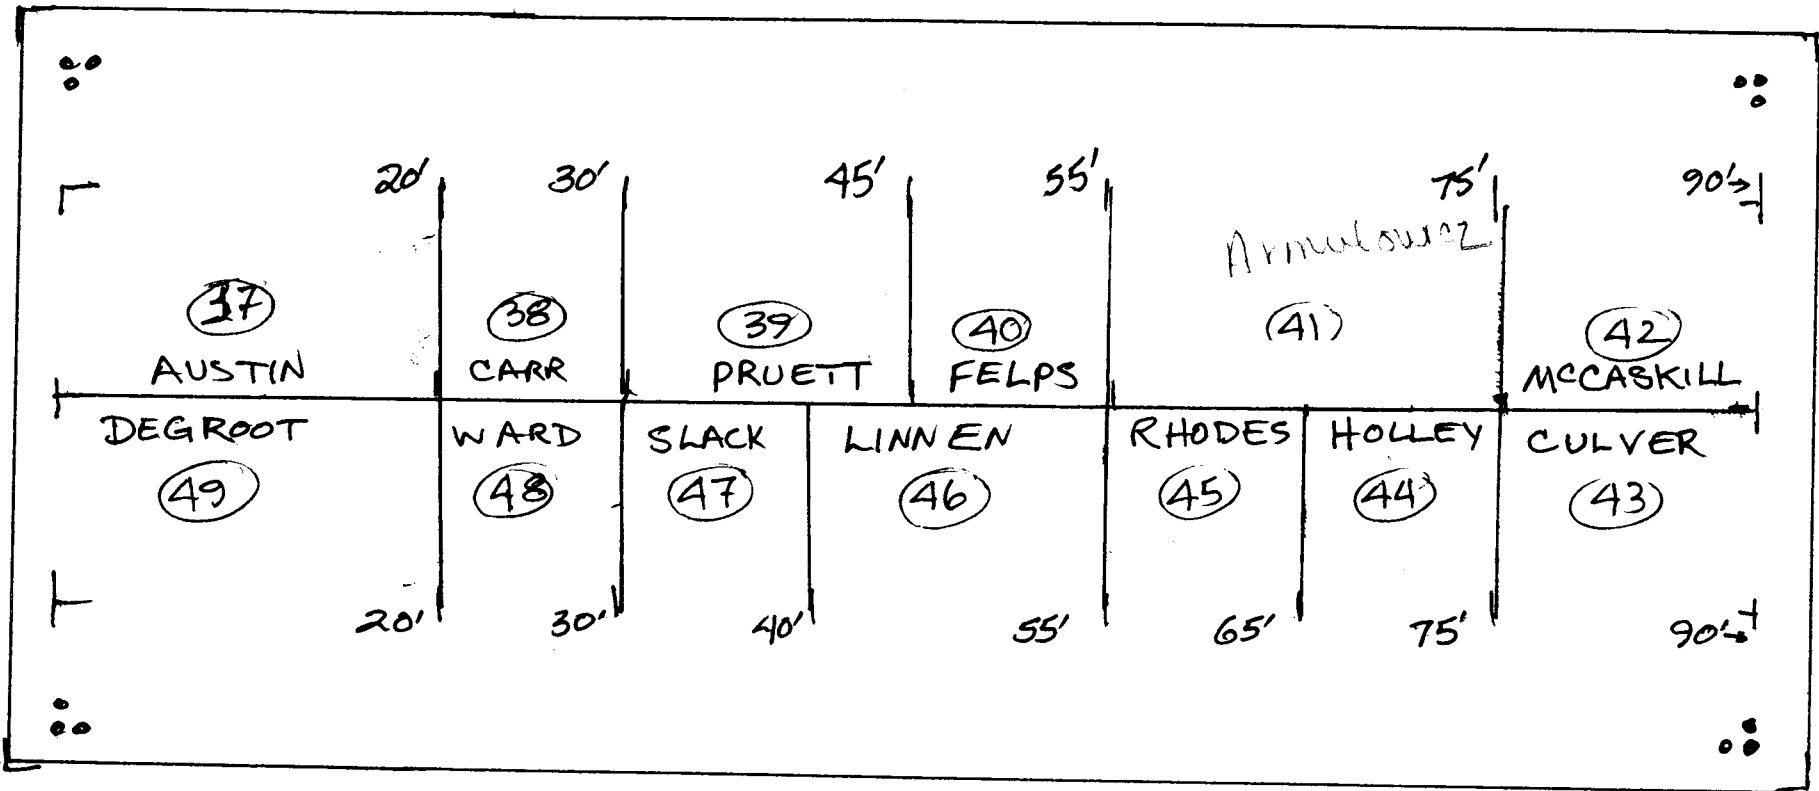 20' 30' 45' 55' 75' 90'
37 38 39 40 41 42
AUSTIN CARR PRUETT FELPS MCCASKILL
DEGROOT WARD SLACK LINNEN RHODES HOLLEY CULVER
49 48 47 46 45 44 43
20' 30' 40' 55' 65' 75' 90'